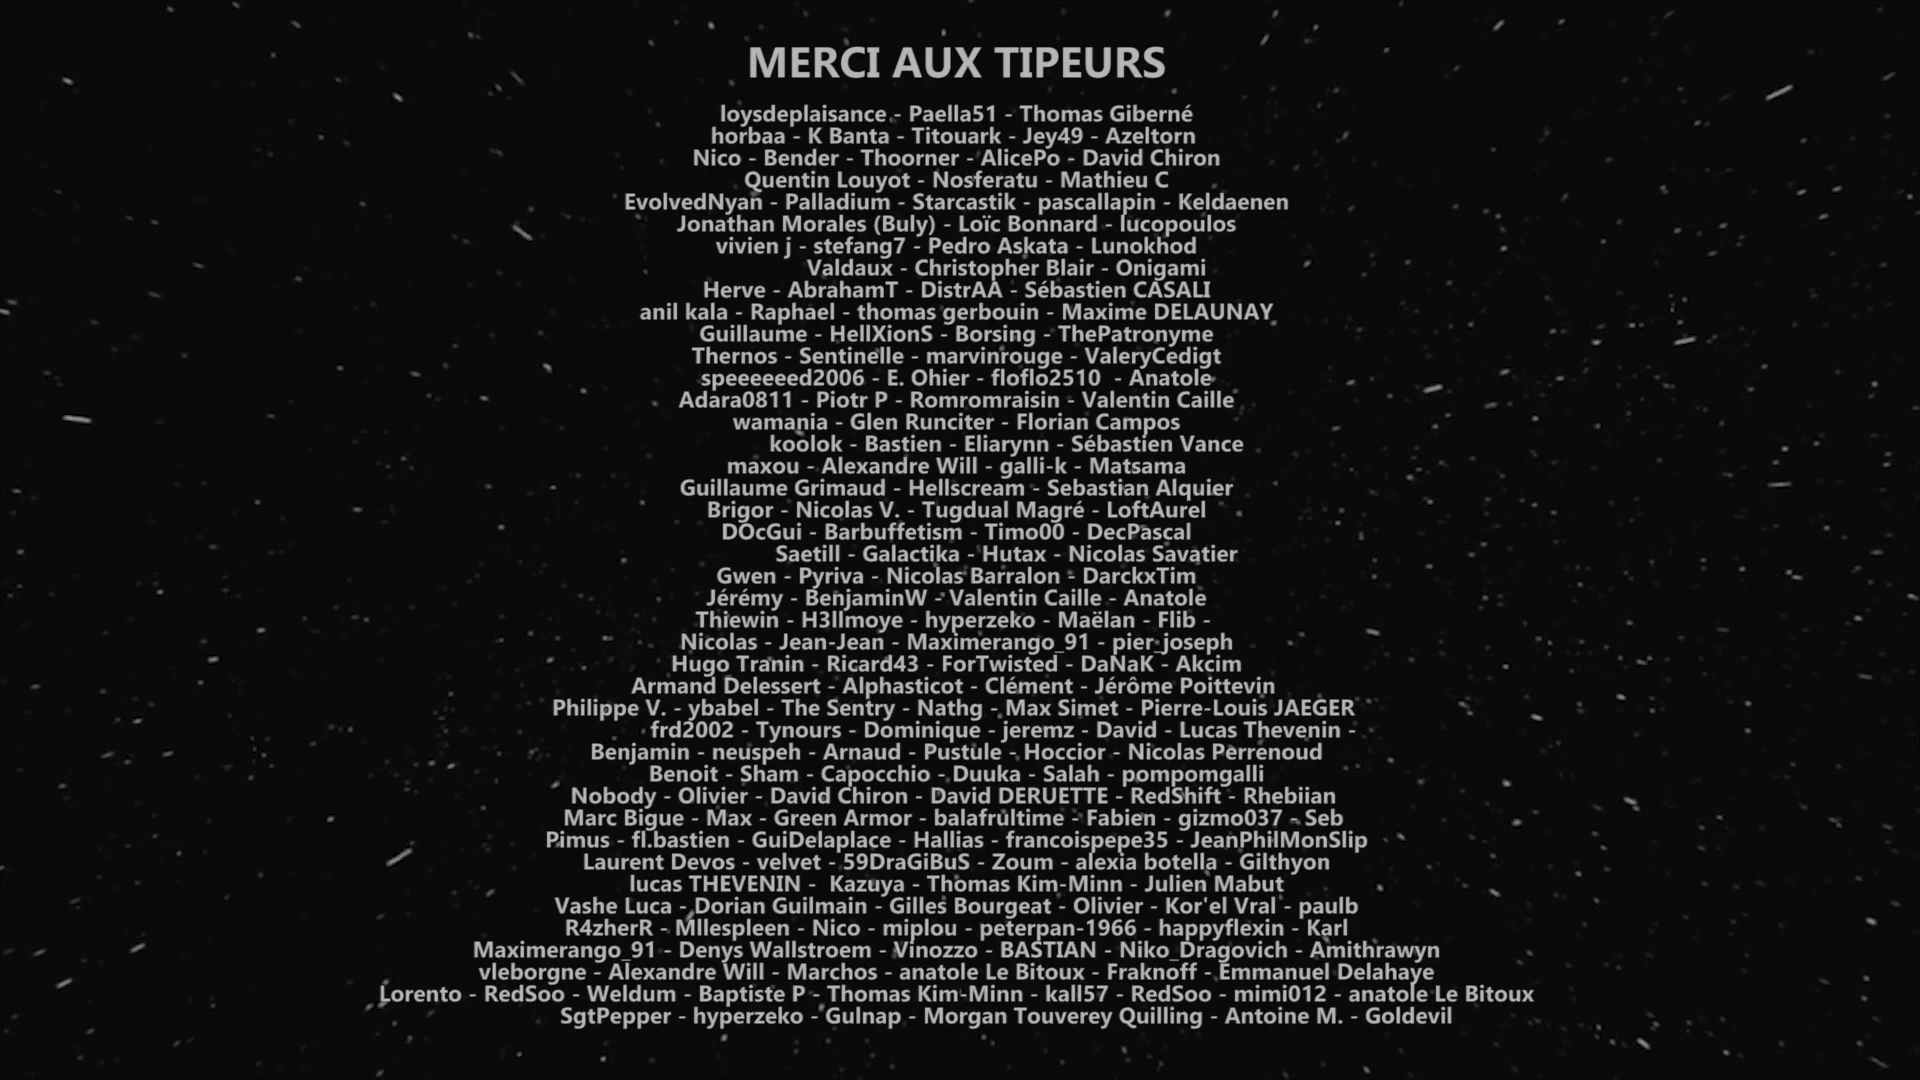 MERCI AUX TIPEURS
loysdeplaisance - Paella51 - Thomas Giberné
horbaa - K Banta - Titouark - Jey49 - Azeltorn
Nico - Bender - Thoorner - AlicePo - David Chiron
Quentin Louyot - Nosferatu - Mathieu C
EvolvedNyan - Palladium - Starcastik - pascallapin - Keldaenen
Jonathan Morales (Buly) - Loïc Bonnard - lucopoulos
vivien j - stefang7 - Pedro Askata - Lunokhod
Valdaux - Christopher Blair - Onigami
Herve - AbrahamT - DistrAA - Sébastien CASALI
anil kala - Raphael - thomas gerbouin - Maxime DELAUNAY
Guillaume - HellXionS - Borsing - ThePatronyme
Thernos - Sentinelle - marvinrouge - ValeryCedigt
speeeeeed2006 - E. Ohier - floflo2510  - Anatole
Adara0811 - Piotr P - Romromraisin - Valentin Caille
wamania - Glen Runciter - Florian Campos
koolok - Bastien - Eliarynn - Sébastien Vance
maxou - Alexandre Will - galli-k - Matsama
Guillaume Grimaud - Hellscream - Sebastian Alquier
Brigor - Nicolas V. - Tugdual Magré - LoftAurel
DOcGui - Barbuffetism - Timo00 - DecPascal
Saetill - Galactika - Hutax - Nicolas Savatier
Gwen - Pyriva - Nicolas Barralon - DarckxTim
Jérémy - BenjaminW - Valentin Caille - Anatole
Thiewin - H3llmoye - hyperzeko - Maëlan - Flib -
Nicolas - Jean-Jean - Maximerango_91 - pier_joseph
Hugo Tranin - Ricard43 - ForTwisted - DaNaK - Akcim
Armand Delessert - Alphasticot - Clément - Jérôme Poittevin
Philippe V. - ybabel - The Sentry - Nathg - Max Simet - Pierre-Louis JAEGER
frd2002 - Tynours - Dominique - jeremz - David - Lucas Thevenin -
Benjamin - neuspeh - Arnaud - Pustule - Hoccior - Nicolas Perrenoud
Benoit - Sham - Capocchio - Duuka - Salah - pompomgalli
Nobody - Olivier - David Chiron - David DERUETTE - RedShift - Rhebiian
Marc Bigue - Max - Green Armor - balafrultime - Fabien - gizmo037 - Seb
Pimus - fl.bastien - GuiDelaplace - Hallias - francoispepe35 - JeanPhilMonSlip
Laurent Devos - velvet - 59DraGiBuS - Zoum - alexia botella - Gilthyon
lucas THEVENIN -  Kazuya - Thomas Kim-Minn - Julien Mabut
Vashe Luca - Dorian Guilmain - Gilles Bourgeat - Olivier - Kor'el Vral - paulb
R4zherR - Mllespleen - Nico - miplou - peterpan-1966 - happyflexin - Karl
Maximerango_91 - Denys Wallstroem - Vinozzo - BASTIAN - Niko_Dragovich - Amithrawyn
vleborgne - Alexandre Will - Marchos - anatole Le Bitoux - Fraknoff - Emmanuel Delahaye
Lorento - RedSoo - Weldum - Baptiste P - Thomas Kim-Minn - kall57 - RedSoo - mimi012 - anatole Le Bitoux
SgtPepper - hyperzeko - Gulnap - Morgan Touverey Quilling - Antoine M. - Goldevil